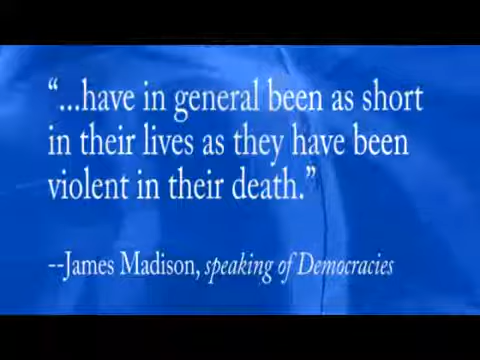 “...have in general been as short
in their lives as they have been
violent in their death.”
--James Madison, speaking of Democracies